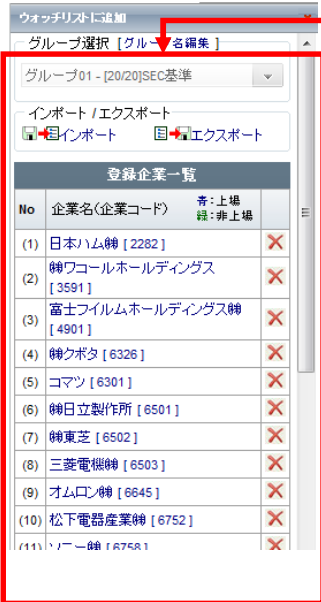 ウォッチリストに追加
グループ選択 [グループ名編集 ]
グループ01 - [20/20]SEC基準
インポート / エクスポート
インポート エクスポート
登録企業一覧
No 企業名(企業コード) 青:上場
緑:非上場
(1) 日本ハム㈱ [ 2282 ]
(2) ㈱ワコールホールディングス
[ 3591 ]
(3) 富士フイルムホールディングス㈱
[ 4901 ]
(4) ㈱クボタ [ 6326 ]
(5) コマツ [ 6301 ]
(6) ㈱日立製作所 [ 6501 ]
(7) ㈱東芝 [ 6502 ]
(8) 三菱電機㈱ [ 6503 ]
(9) オムロン㈱ [ 6645 ]
(10) 松下電器産業㈱ [ 6752 ]
(11) ソニー㈱ [ 6758 ]